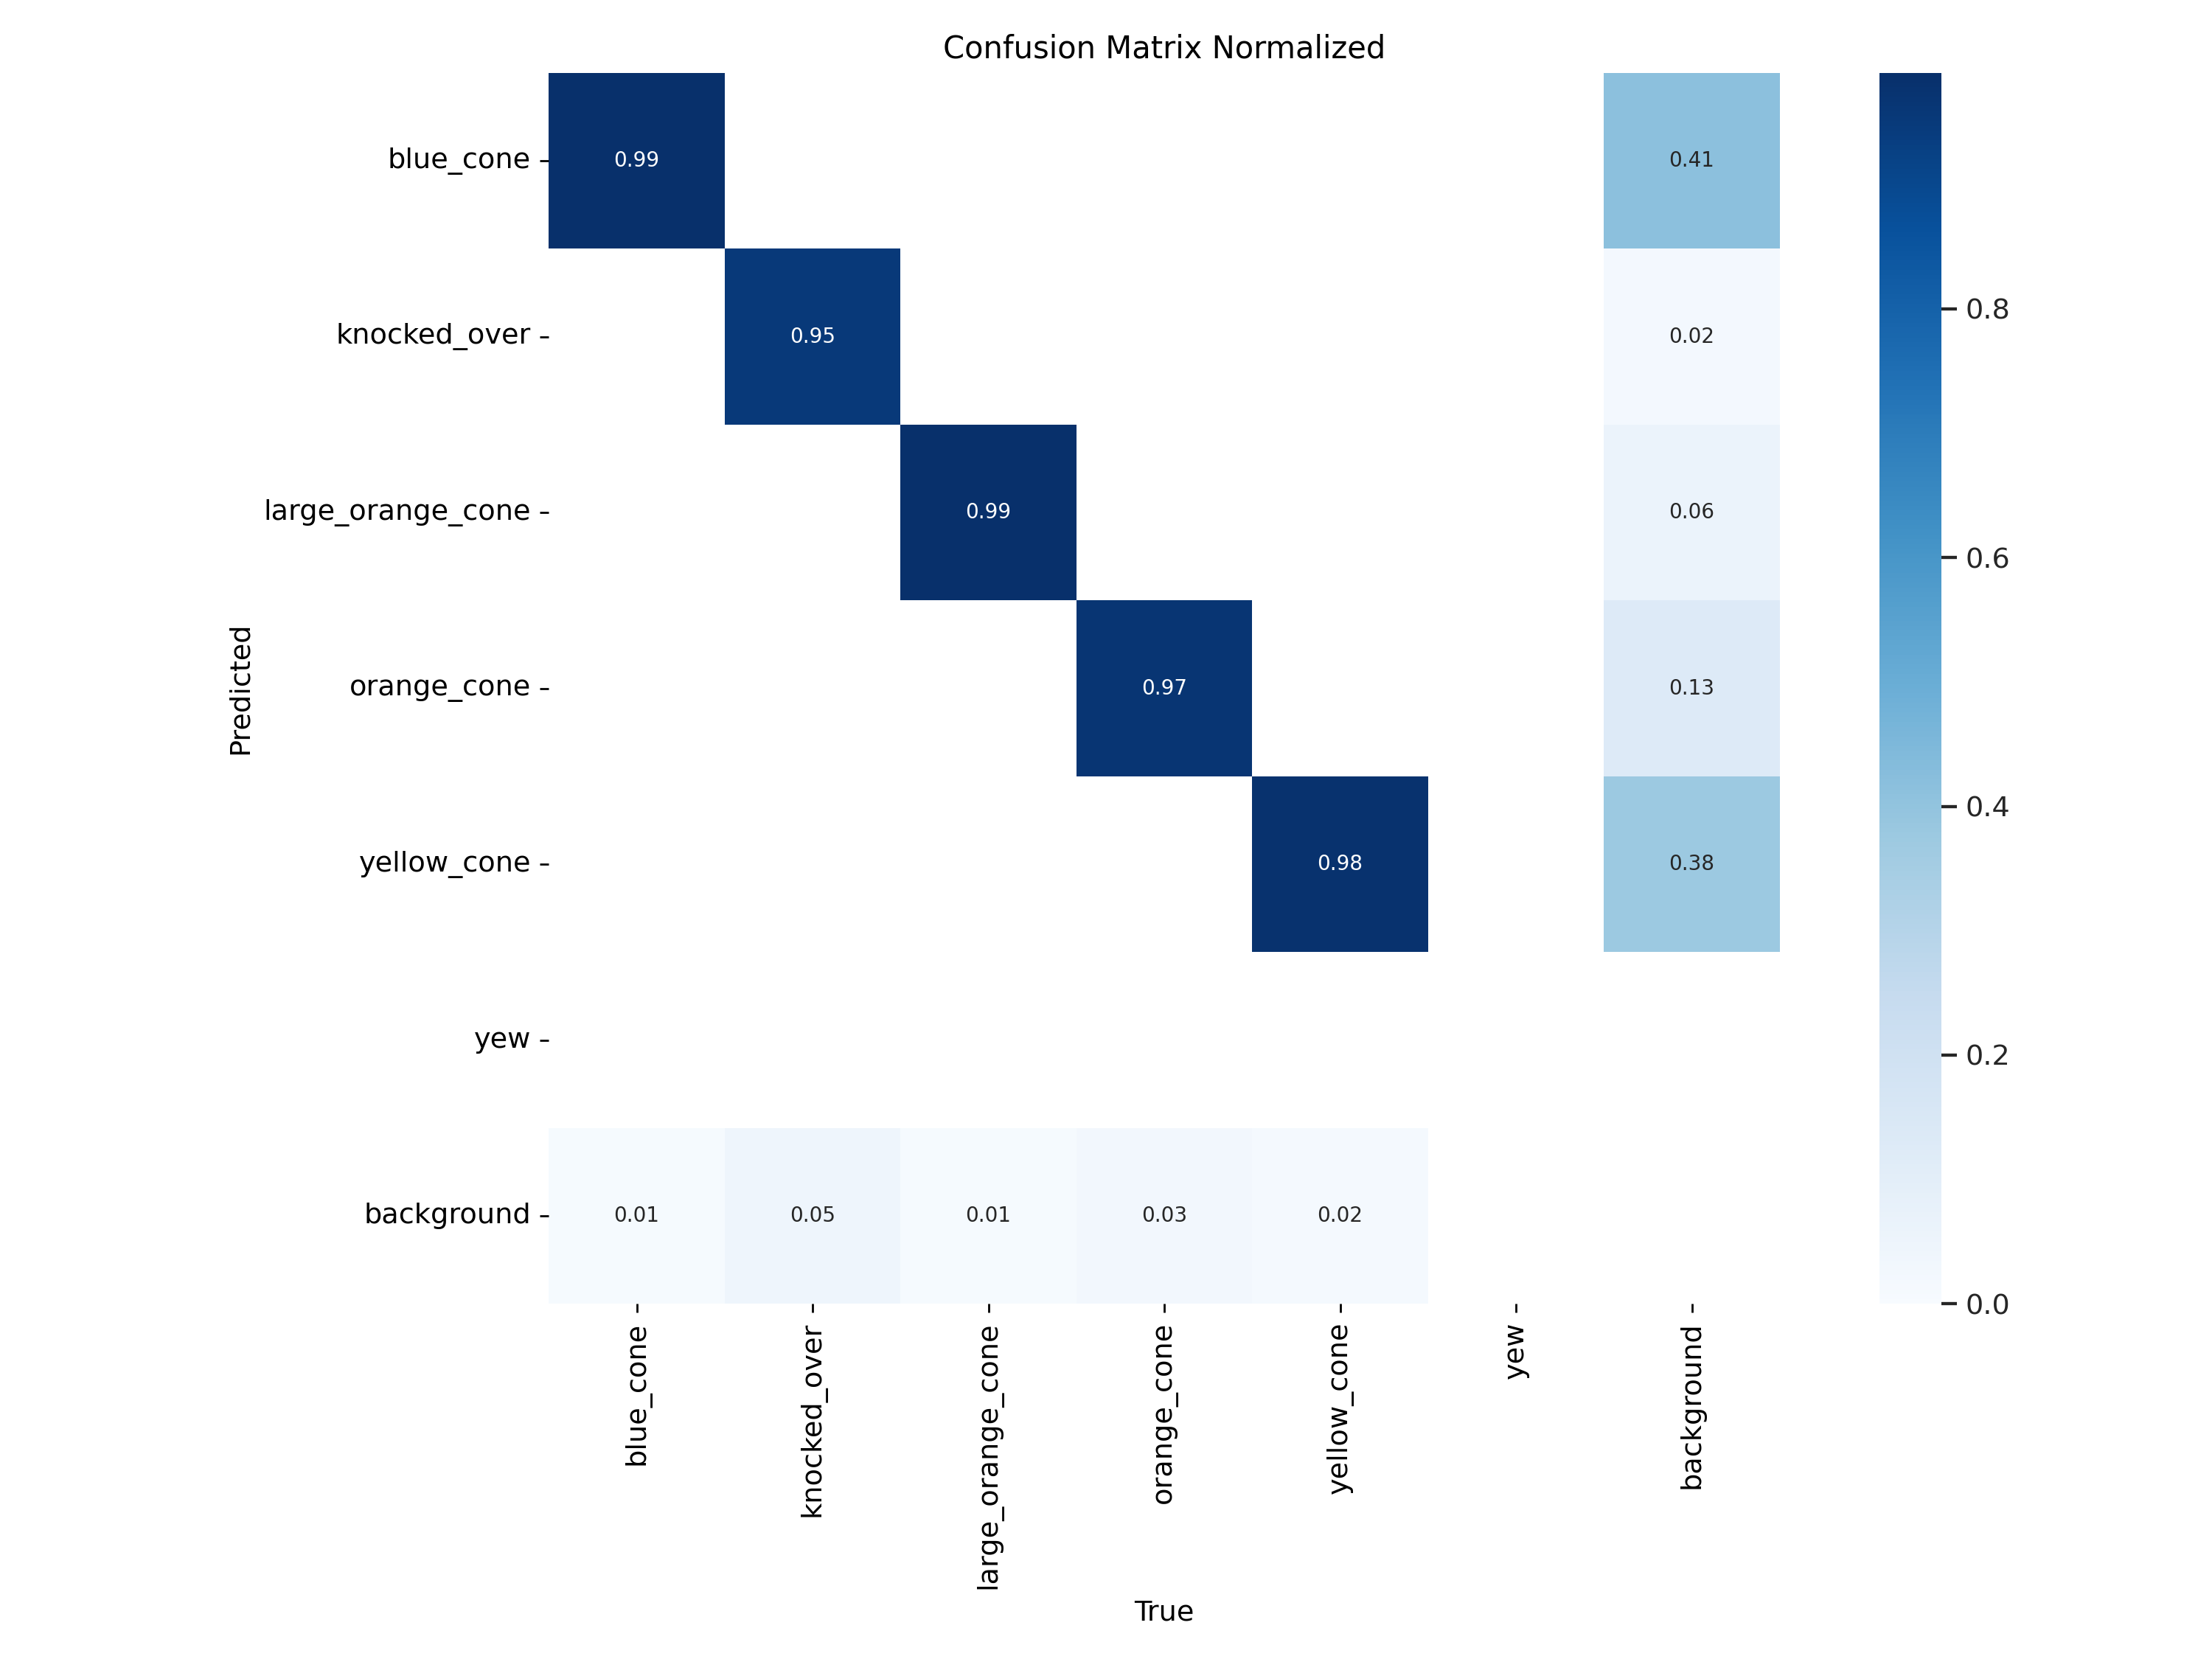 Confusion Matrix Normalized
blue_cone
0.99
0.41
knocked_over
0.95
0.02
large_orange_cone
0.99
0.06
orange_cone
0.97
0.13
yellow_cone
0.98
0.38
yew
background
0.01
0.05
0.01
0.03
0.02
Predicted
blue_cone
knocked_over
large_orange_cone
orange_cone
yellow_cone
yew
background
True
0.8
0.6
0.4
0.2
0.0